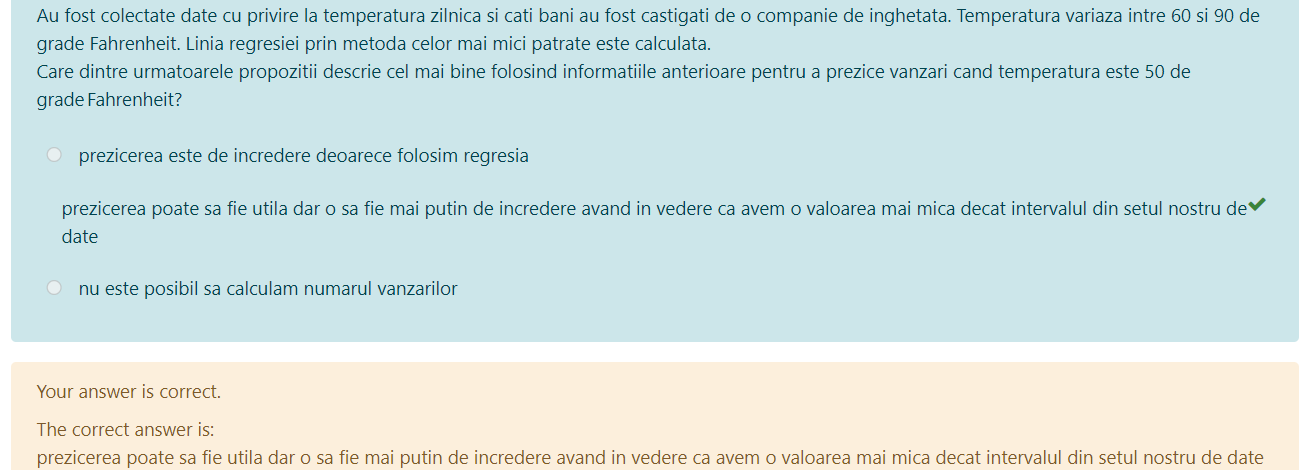 Au fost colectate date cu privire la temperatura zilnica si cati bani au fost castigati de o companie de inghetata. Temperatura variaza intre 60 si 90 de
grade Fahrenheit. Linia regresiei prin metoda celor mai mici patrate este calculata.
Care dintre urmatoarele propozitii descrie cel mai bine folosind informatiile anterioare pentru a prezice vanzari cand temperatura este 50 de
grade Fahrenheit?
prezicerea este de incredere deoarece folosim regresia
prezicerea poate sa fie utila dar o sa fie mai putin de incredere avand in vedere ca avem o valoarea mai mica decat intervalul din setul nostru de
date
nu este posibil sa calculam numarul vanzarilor
Your answer is correct.
The correct answer is:
prezicerea poate sa fie utila dar o sa fie mai putin de incredere avand in vedere ca avem o valoarea mai mica decat intervalul din setul nostru de date